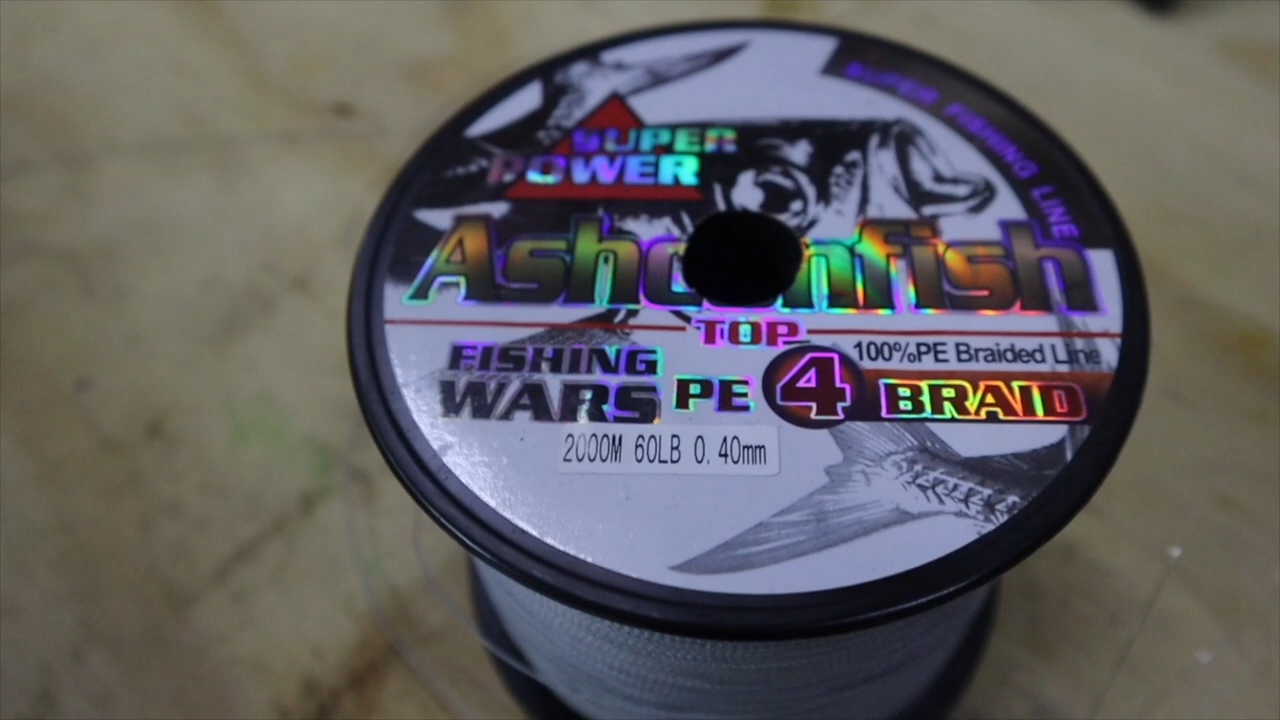 SUPER FISHING LINE
SUPER
POWER
Ashconfish
TOP
100%PE Braided Line
FISHING
WARS PE 4 BRAID
2000M 60LB 0.40mm